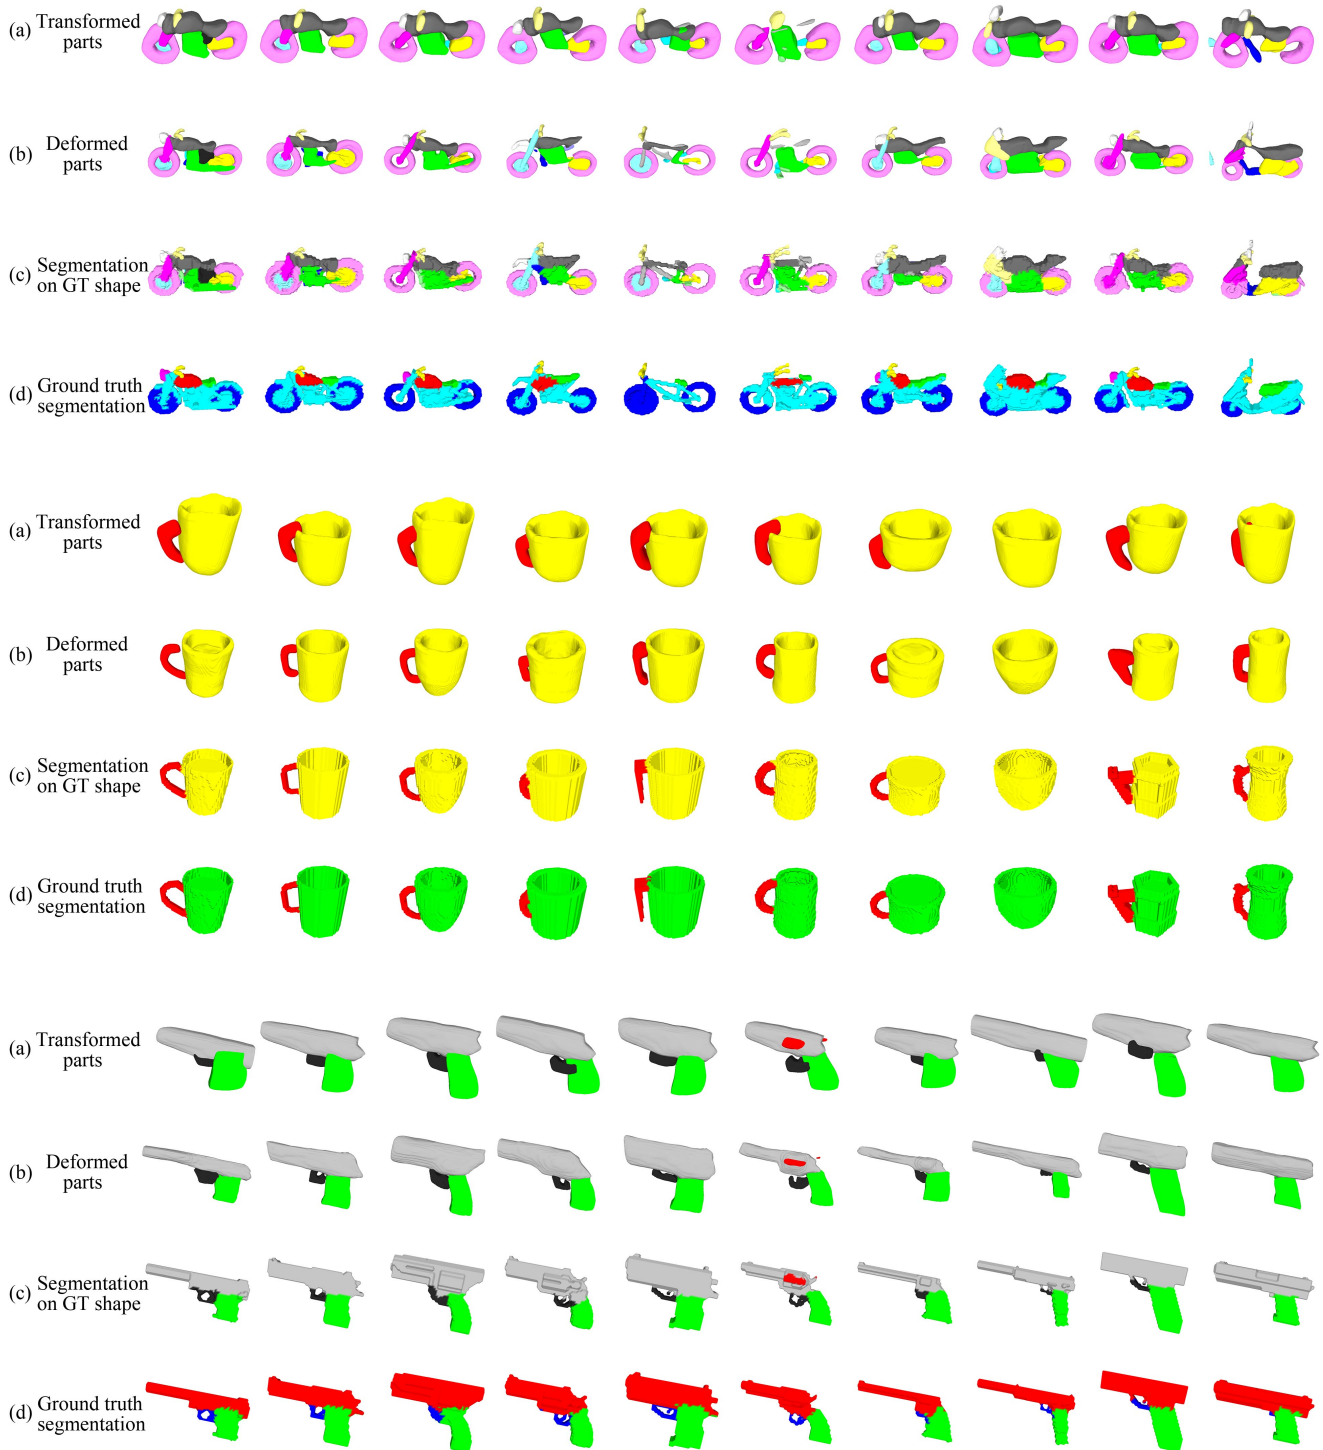 (a) Transformed
parts
(b) Deformed
parts
(c) Segmentation
on GT shape
(d) Ground truth
segmentation
(a) Transformed
parts
(b) Deformed
parts
(c) Segmentation
on GT shape
(d) Ground truth
segmentation
(a) Transformed
parts
(b) Deformed
parts
(c) Segmentation
on GT shape
(d) Ground truth
segmentation